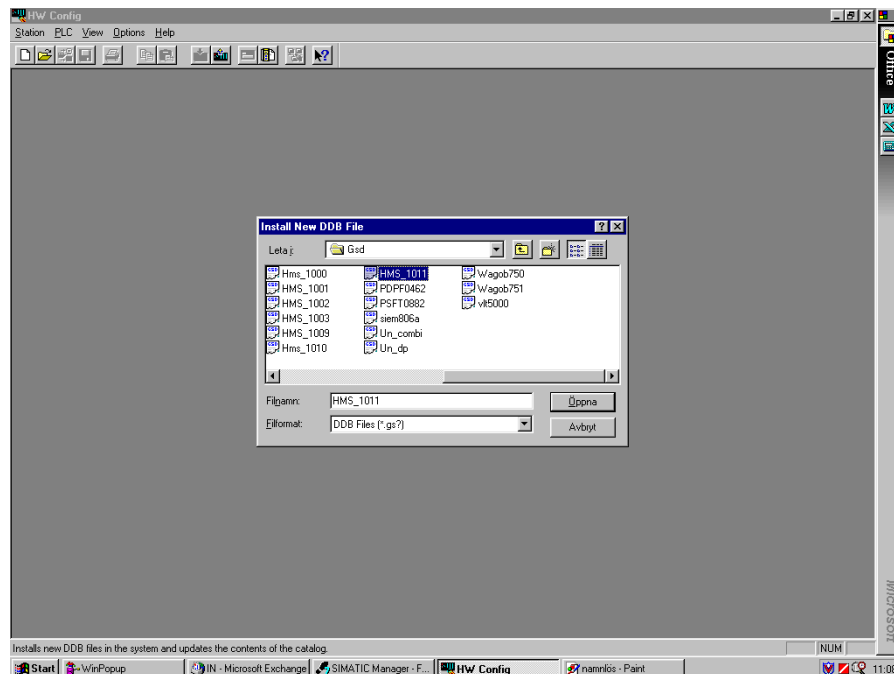 HW Config
Station PLC View Options Help
Office
Install New DDB File
Leta i: Gsd
Hms_1000 HMS_1011 Wagob750
HMS_1001 PDPF0462 Wagob751
HMS_1002 PSFT0882 vlt5000
HMS_1003 siem806a
HMS_1009 Un_combi
Hms_1010 Un_dp
Filnamn: HMS_1011 Öppna
Filformat: DDB Files (*.gs?) Avbryt
Microsoft
Installs new DDB files in the system and updates the contents of the catalog. NUM
Start WinPopup IN - Microsoft Exchange SIMATIC Manager - F... HW Config namnlös - Paint 11:08